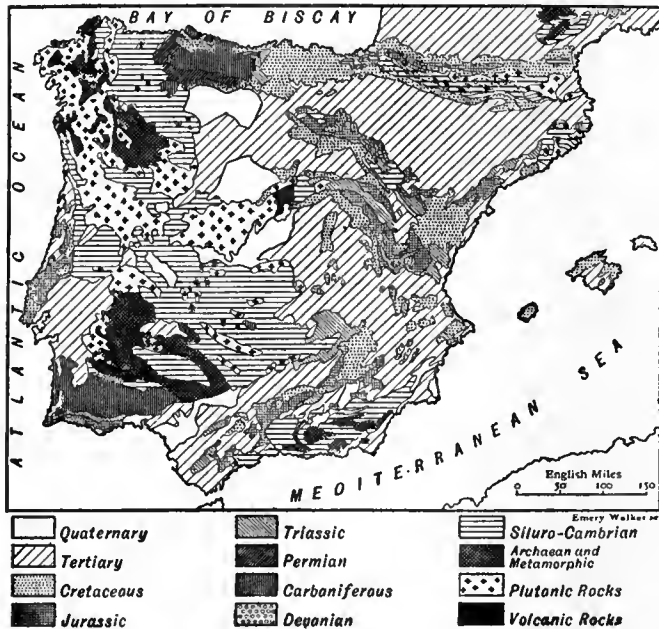 BAY OF BISCAY
ATLANTIC OCEAN
MEDITERRANEAN SEA
English Miles
0 50 100 150
Emery Walker sc
Quaternary
Tertiary
Cretaceous
Jurassic
Triassic
Permian
Carboniferous
Devonian
Siluro-Cambrian
Archaean and
Metamorphic
Plutonic Rocks
Volcanic Rocks